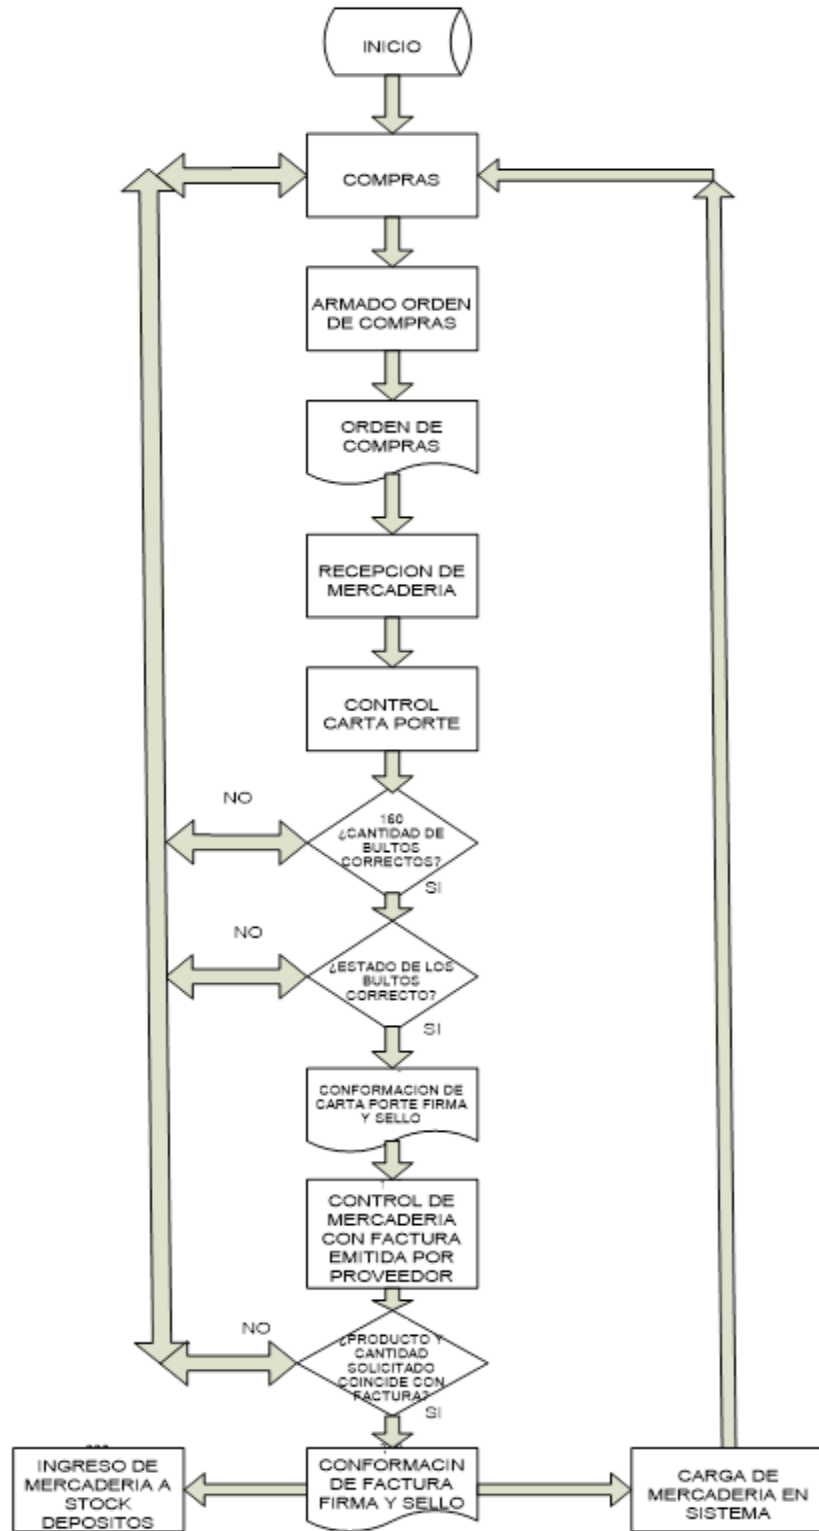 INICIO
COMPRAS
ARMADO ORDEN
DE COMPRAS
ORDEN DE
COMPRAS
RECEPCION DE
MERCADERIA
CONTROL
CARTA PORTE
NO
160
¿CANTIDAD DE
BULTOS
CORRECTOS?
SI
NO
¿ESTADO DE LOS
BULTOS
CORRECTO?
SI
CONFORMACION DE
CARTA PORTE FIRMA
Y SELLO
CONTROL DE
MERCADERIA
CON FACTURA
EMITIDA POR
PROVEEDOR
NO
¿PRODUCTO Y
CANTIDAD
SOLICITADO
COINCIDE CON
FACTURA?
SI
INGRESO DE
MERCADERIA A
STOCK
DEPOSITOS
CONFORMACIN
DE FACTURA
FIRMA Y SELLO
CARGA DE
MERCADERIA EN
SISTEMA